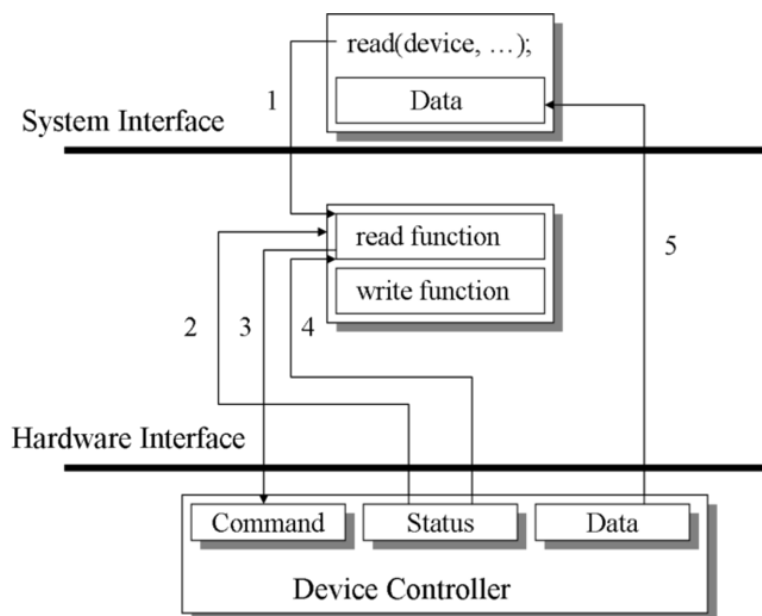 read(device, …);
1
Data
System Interface
read function
5
write function
2
3
4
Hardware Interface
Command
Status
Data
Device Controller